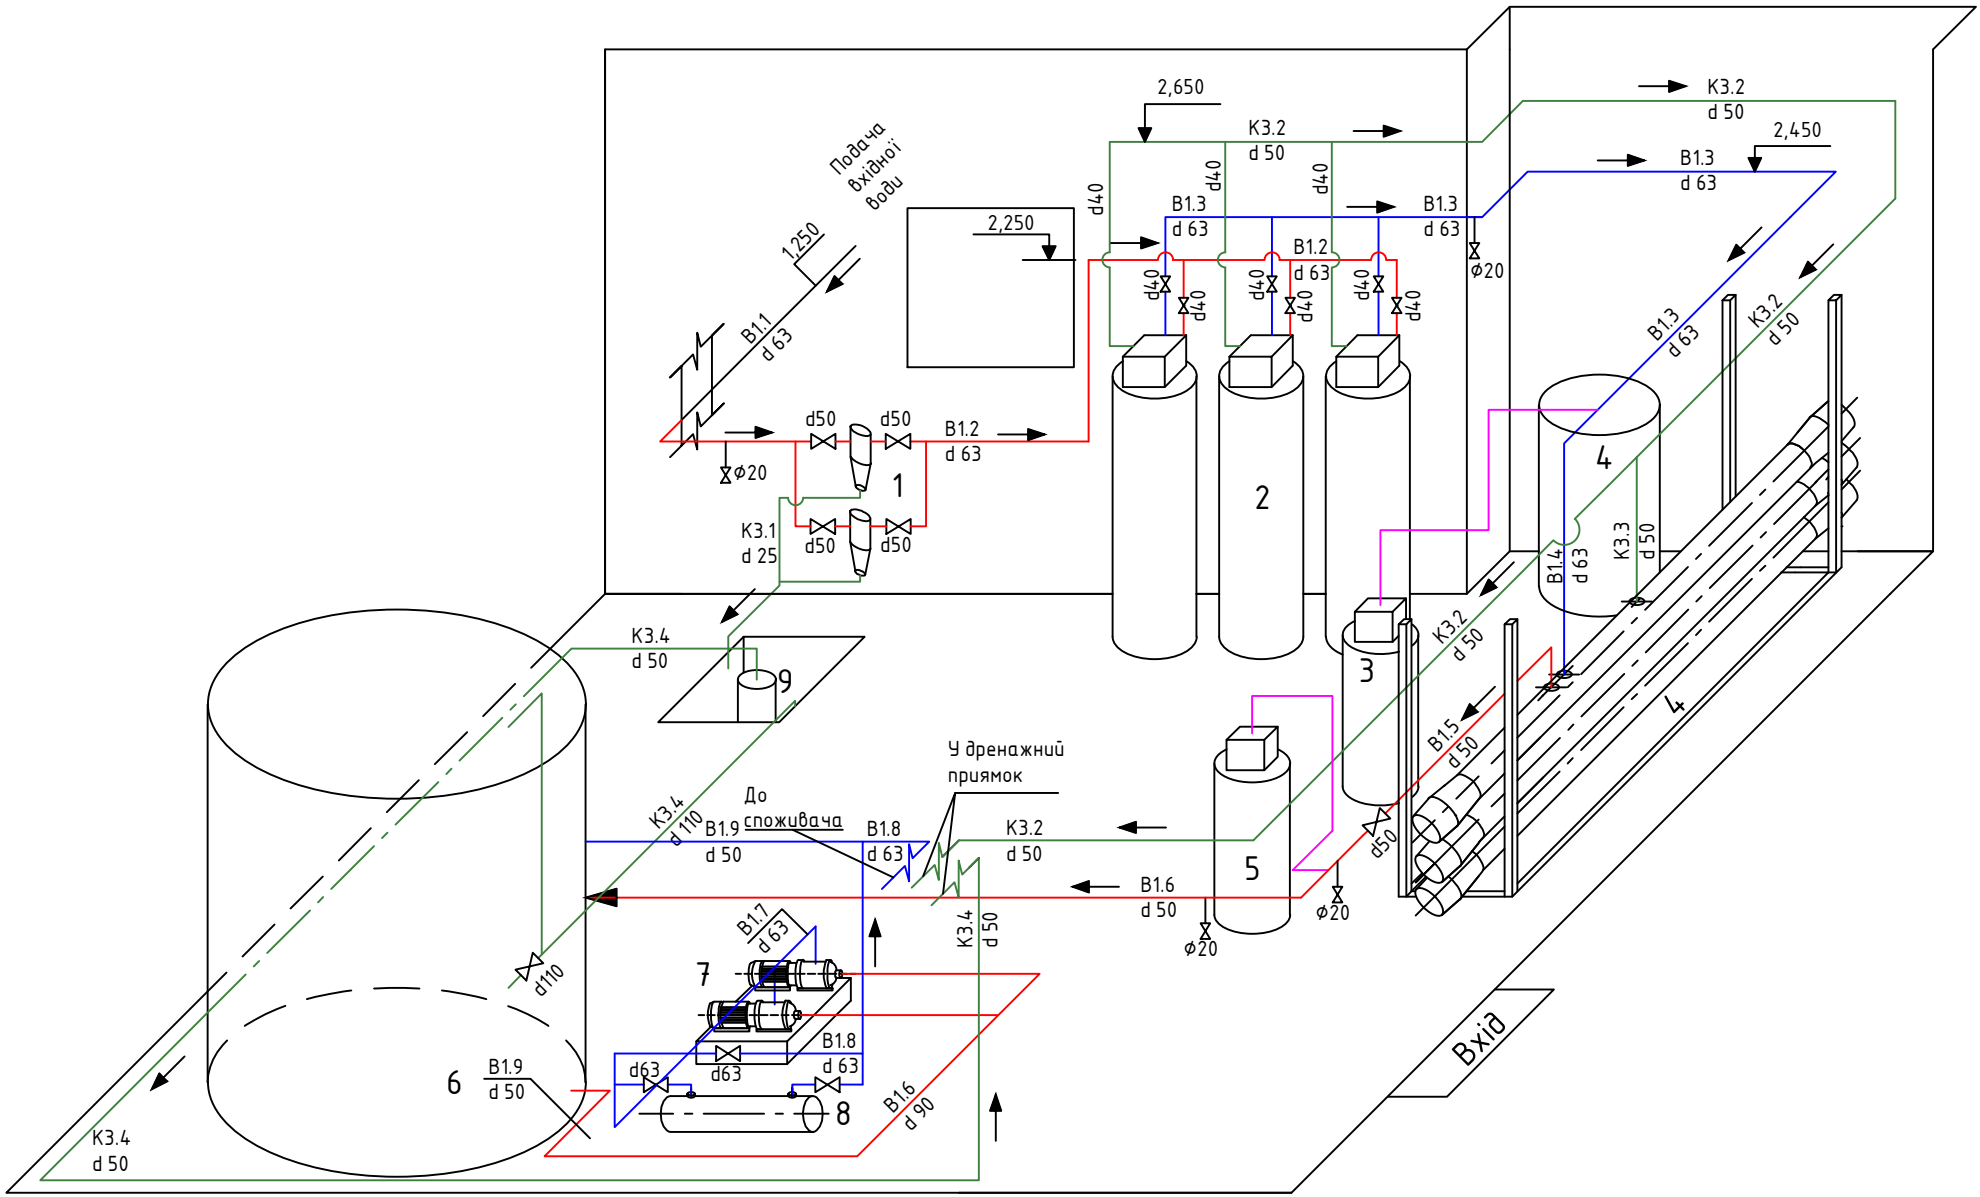 2,650
К3.2
d 50
К3.2
d 50
2,450
В1.3
d 63
Подача
вхідної
води
1,250
2,250
d40
d40
d40
В1.3
d 63
В1.3
d 63
В1.2
d 63
Ø20
d40
d40
d40
d40
d40
d40
В1.1
d 63
В1.3
d 63
К3.2
d 50
d50
d50
В1.2
d 63
Ø20
1
2
4
К3.1
d 25
d50
d50
В1.4
d 63
К3.3
d 50
К3.4
d 50
9
3
К3.2
d 50
4
В1.5
d 50
У дренажний
приямок
До
споживача
К3.4
d 110
В1.9
d 50
В1.8
d 63
К3.2
d 50
d50
5
В1.6
d 50
Ø20
Ø20
К3.4
d 50
В1.7
d 63
7
d110
В1.8
d 63
d63
d63
6
В1.9
d 50
8
В1.6
d 90
Вхід
К3.4
d 50